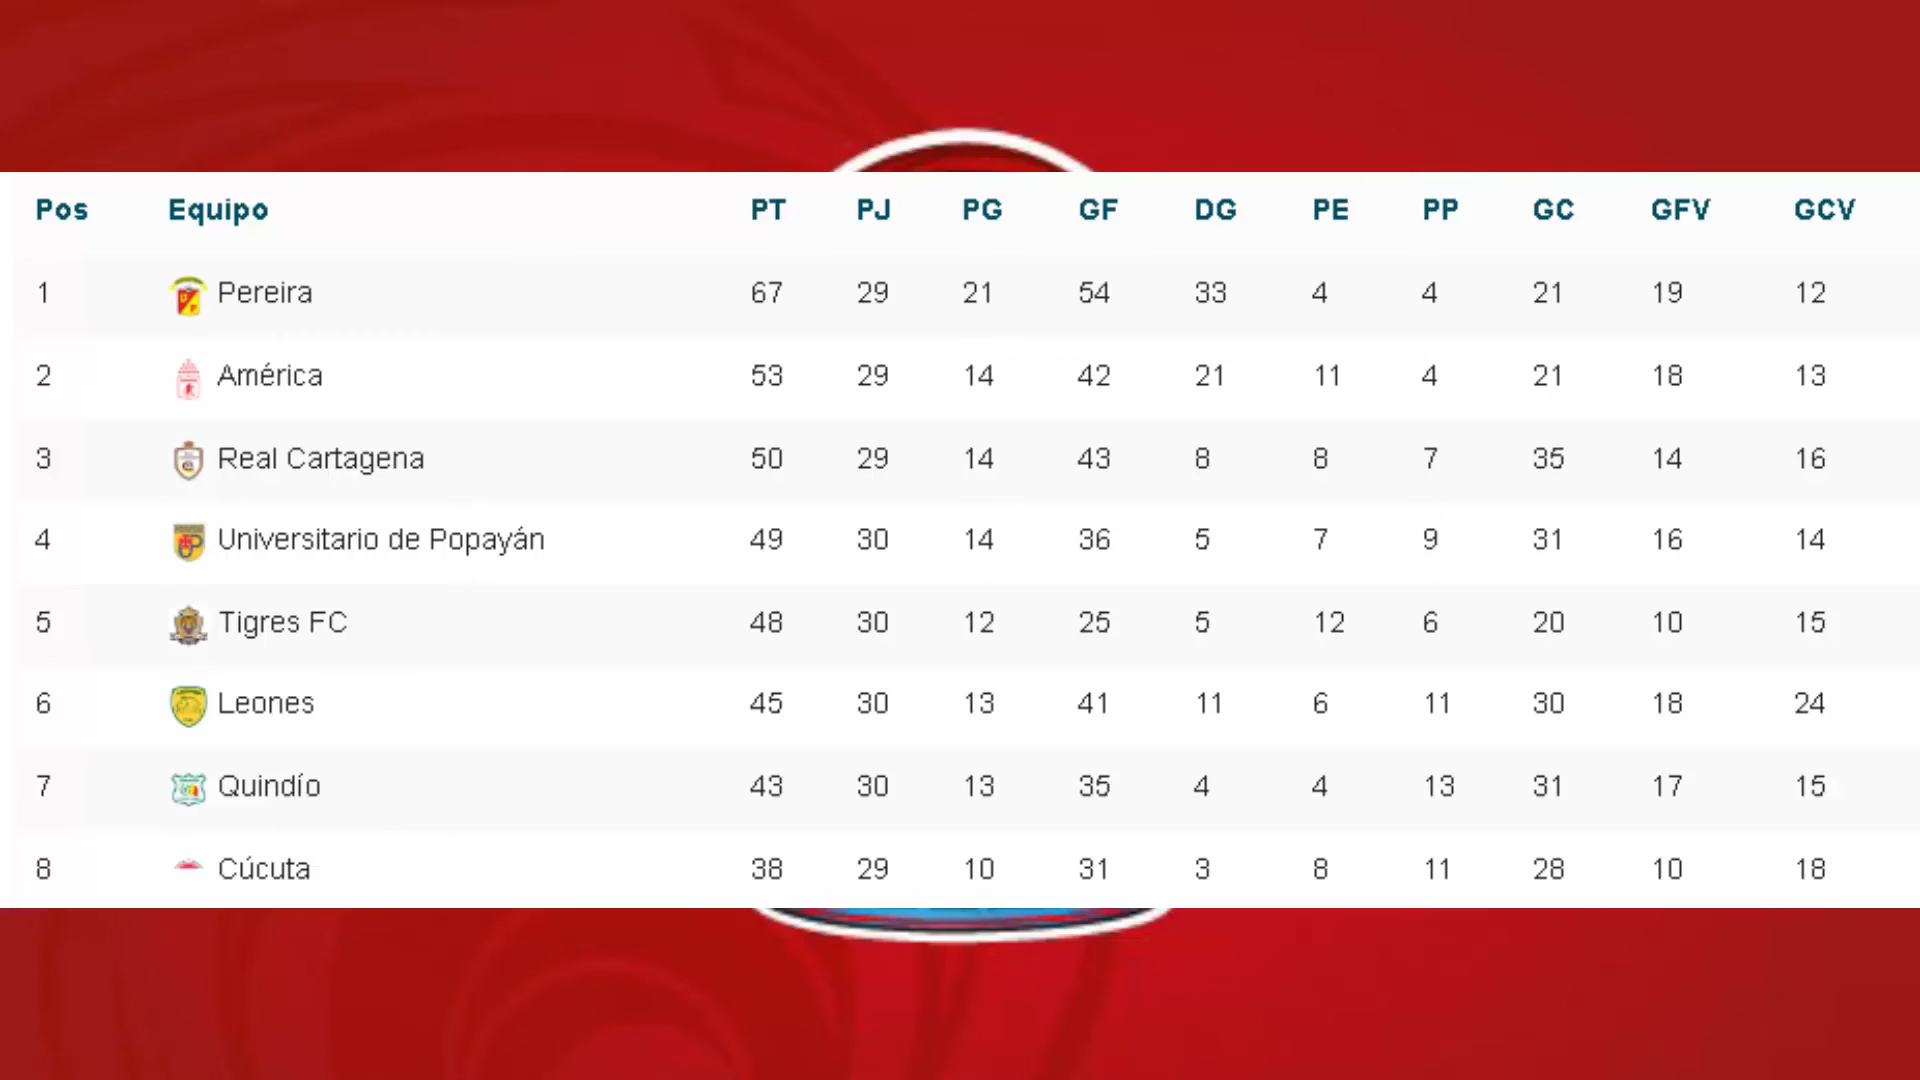 Pos Equipo PT PJ PG GF DG PE PP GC GFV GCV
1 Pereira 67 29 21 54 33 4 4 21 19 12
2 América 53 29 14 42 21 11 4 21 18 13
3 Real Cartagena 50 29 14 43 8 8 7 35 14 16
4 Universitario de Popayán 49 30 14 36 5 7 9 31 16 14
5 Tigres FC 48 30 12 25 5 12 6 20 10 15
6 Leones 45 30 13 41 11 6 11 30 18 24
7 Quindío 43 30 13 35 4 4 13 31 17 15
8 Cúcuta 38 29 10 31 3 8 11 28 10 18